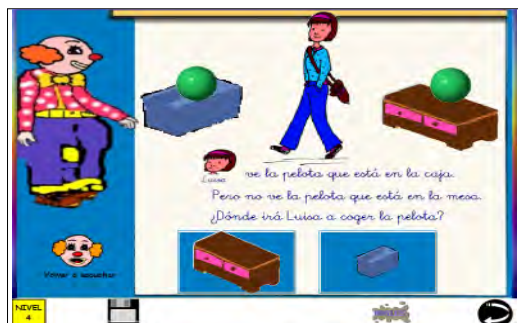 Luisa ve la pelota que está en la caja.
Pero no ve la pelota que está en la mesa.
¿Dónde irá Luisa a coger la pelota?
Volver a escuchar
NIVEL
4